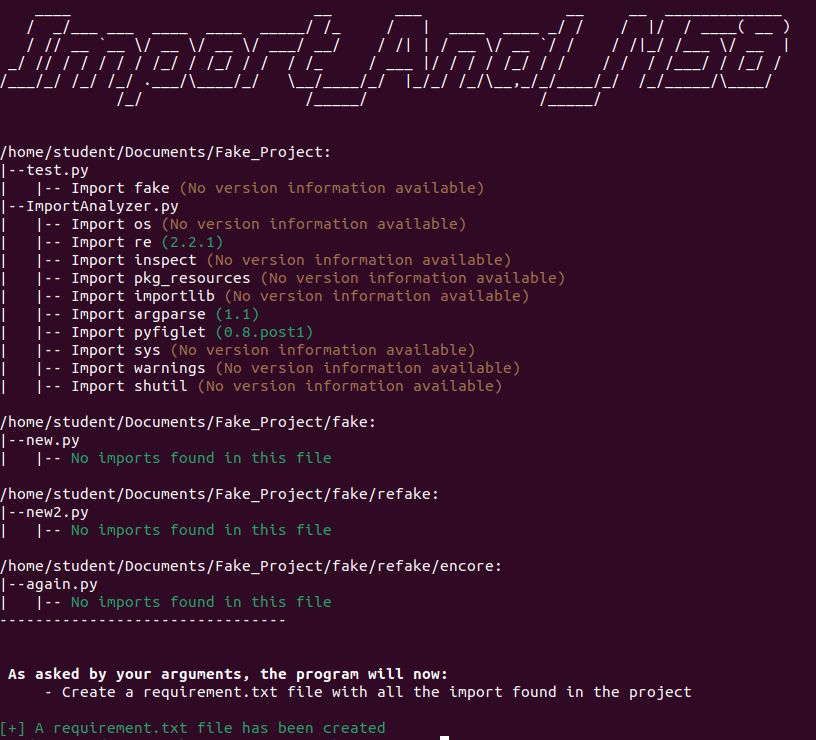 Import
/home/student/Documents/Fake_Project:
|--test.py
|   |-- Import fake (No version information available)
|--ImportAnalyzer.py
|   |-- Import os (No version information available)
|   |-- Import re (2.2.1)
|   |-- Import inspect (No version information available)
|   |-- Import pkg_resources (No version information available)
|   |-- Import importlib (No version information available)
|   |-- Import argparse (1.1)
|   |-- Import pyfiglet (0.8.post1)
|   |-- Import sys (No version information available)
|   |-- Import warnings (No version information available)
|   |-- Import shutil (No version information available)
/home/student/Documents/Fake_Project/fake:
|--new.py
|   |-- No imports found in this file
/home/student/Documents/Fake_Project/fake/refake:
|--new2.py
|   |-- No imports found in this file
/home/student/Documents/Fake_Project/fake/refake/encore:
|--again.py
|   |-- No imports found in this file
--------------------------------
As asked by your arguments, the program will now:
- Create a requirement.txt file with all the import found in the project
[+] A requirement.txt file has been created